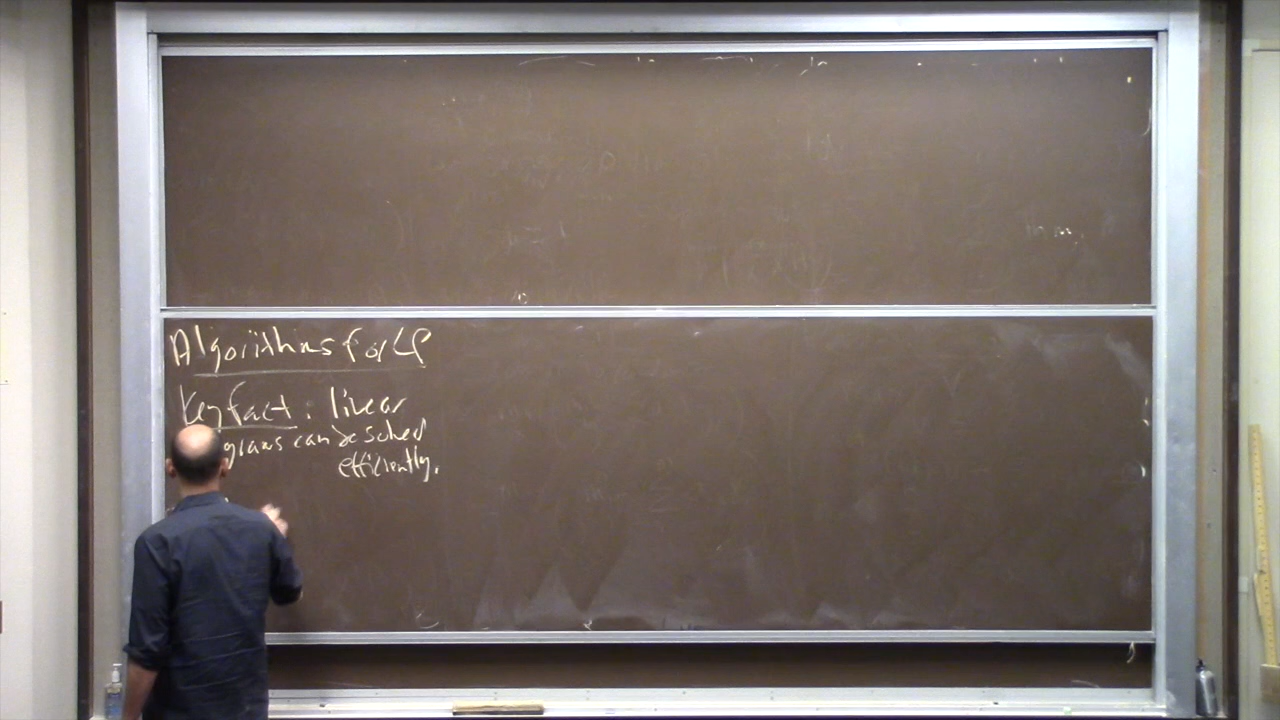 Algorithms for LP
Key fact: linear
grams can be solved
efficiently.